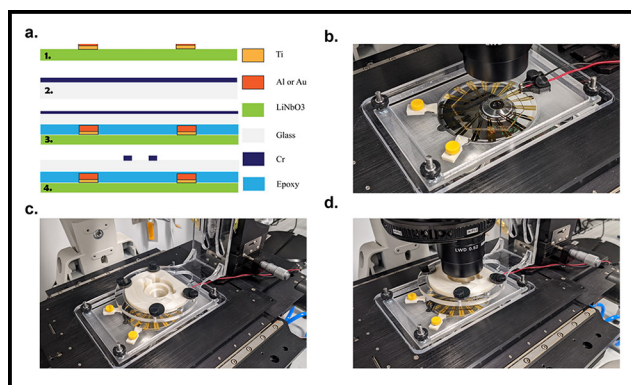 a.
1.
2.
3.
4.
Ti
Al or Au
LiNbO3
Glass
Cr
Epoxy
b.
c.
d.
LWD 0.52